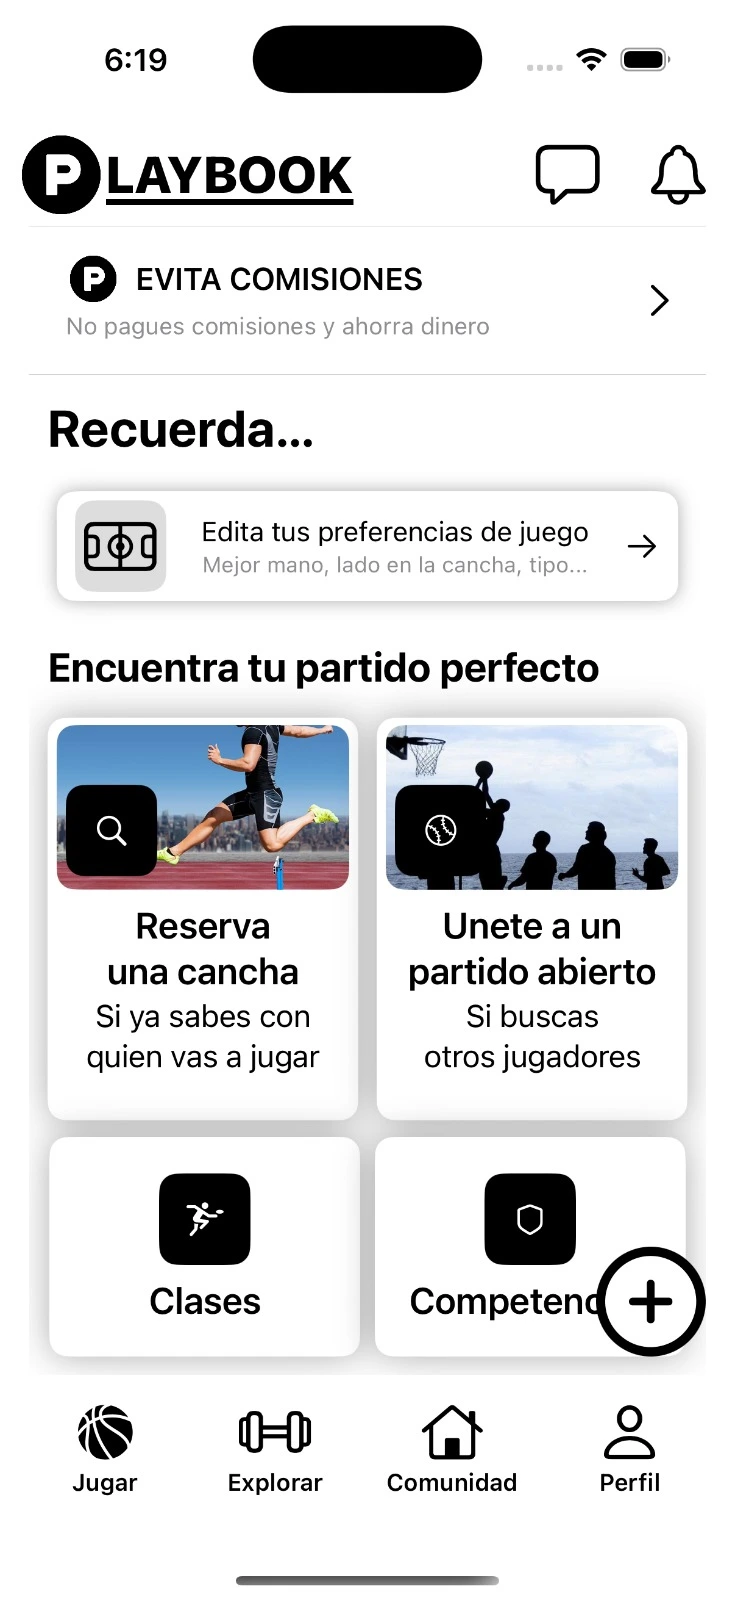 6:19
PLAYBOOK
P EVITA COMISIONES
No pagues comisiones y ahorra dinero
Recuerda...
Edita tus preferencias de juego
Mejor mano, lado en la cancha, tipo...
Encuentra tu partido perfecto
Reserva
una cancha
Si ya sabes con
quien vas a jugar
Unete a un
partido abierto
Si buscas
otros jugadores
Clases
Competenc
Jugar
Explorar
Comunidad
Perfil